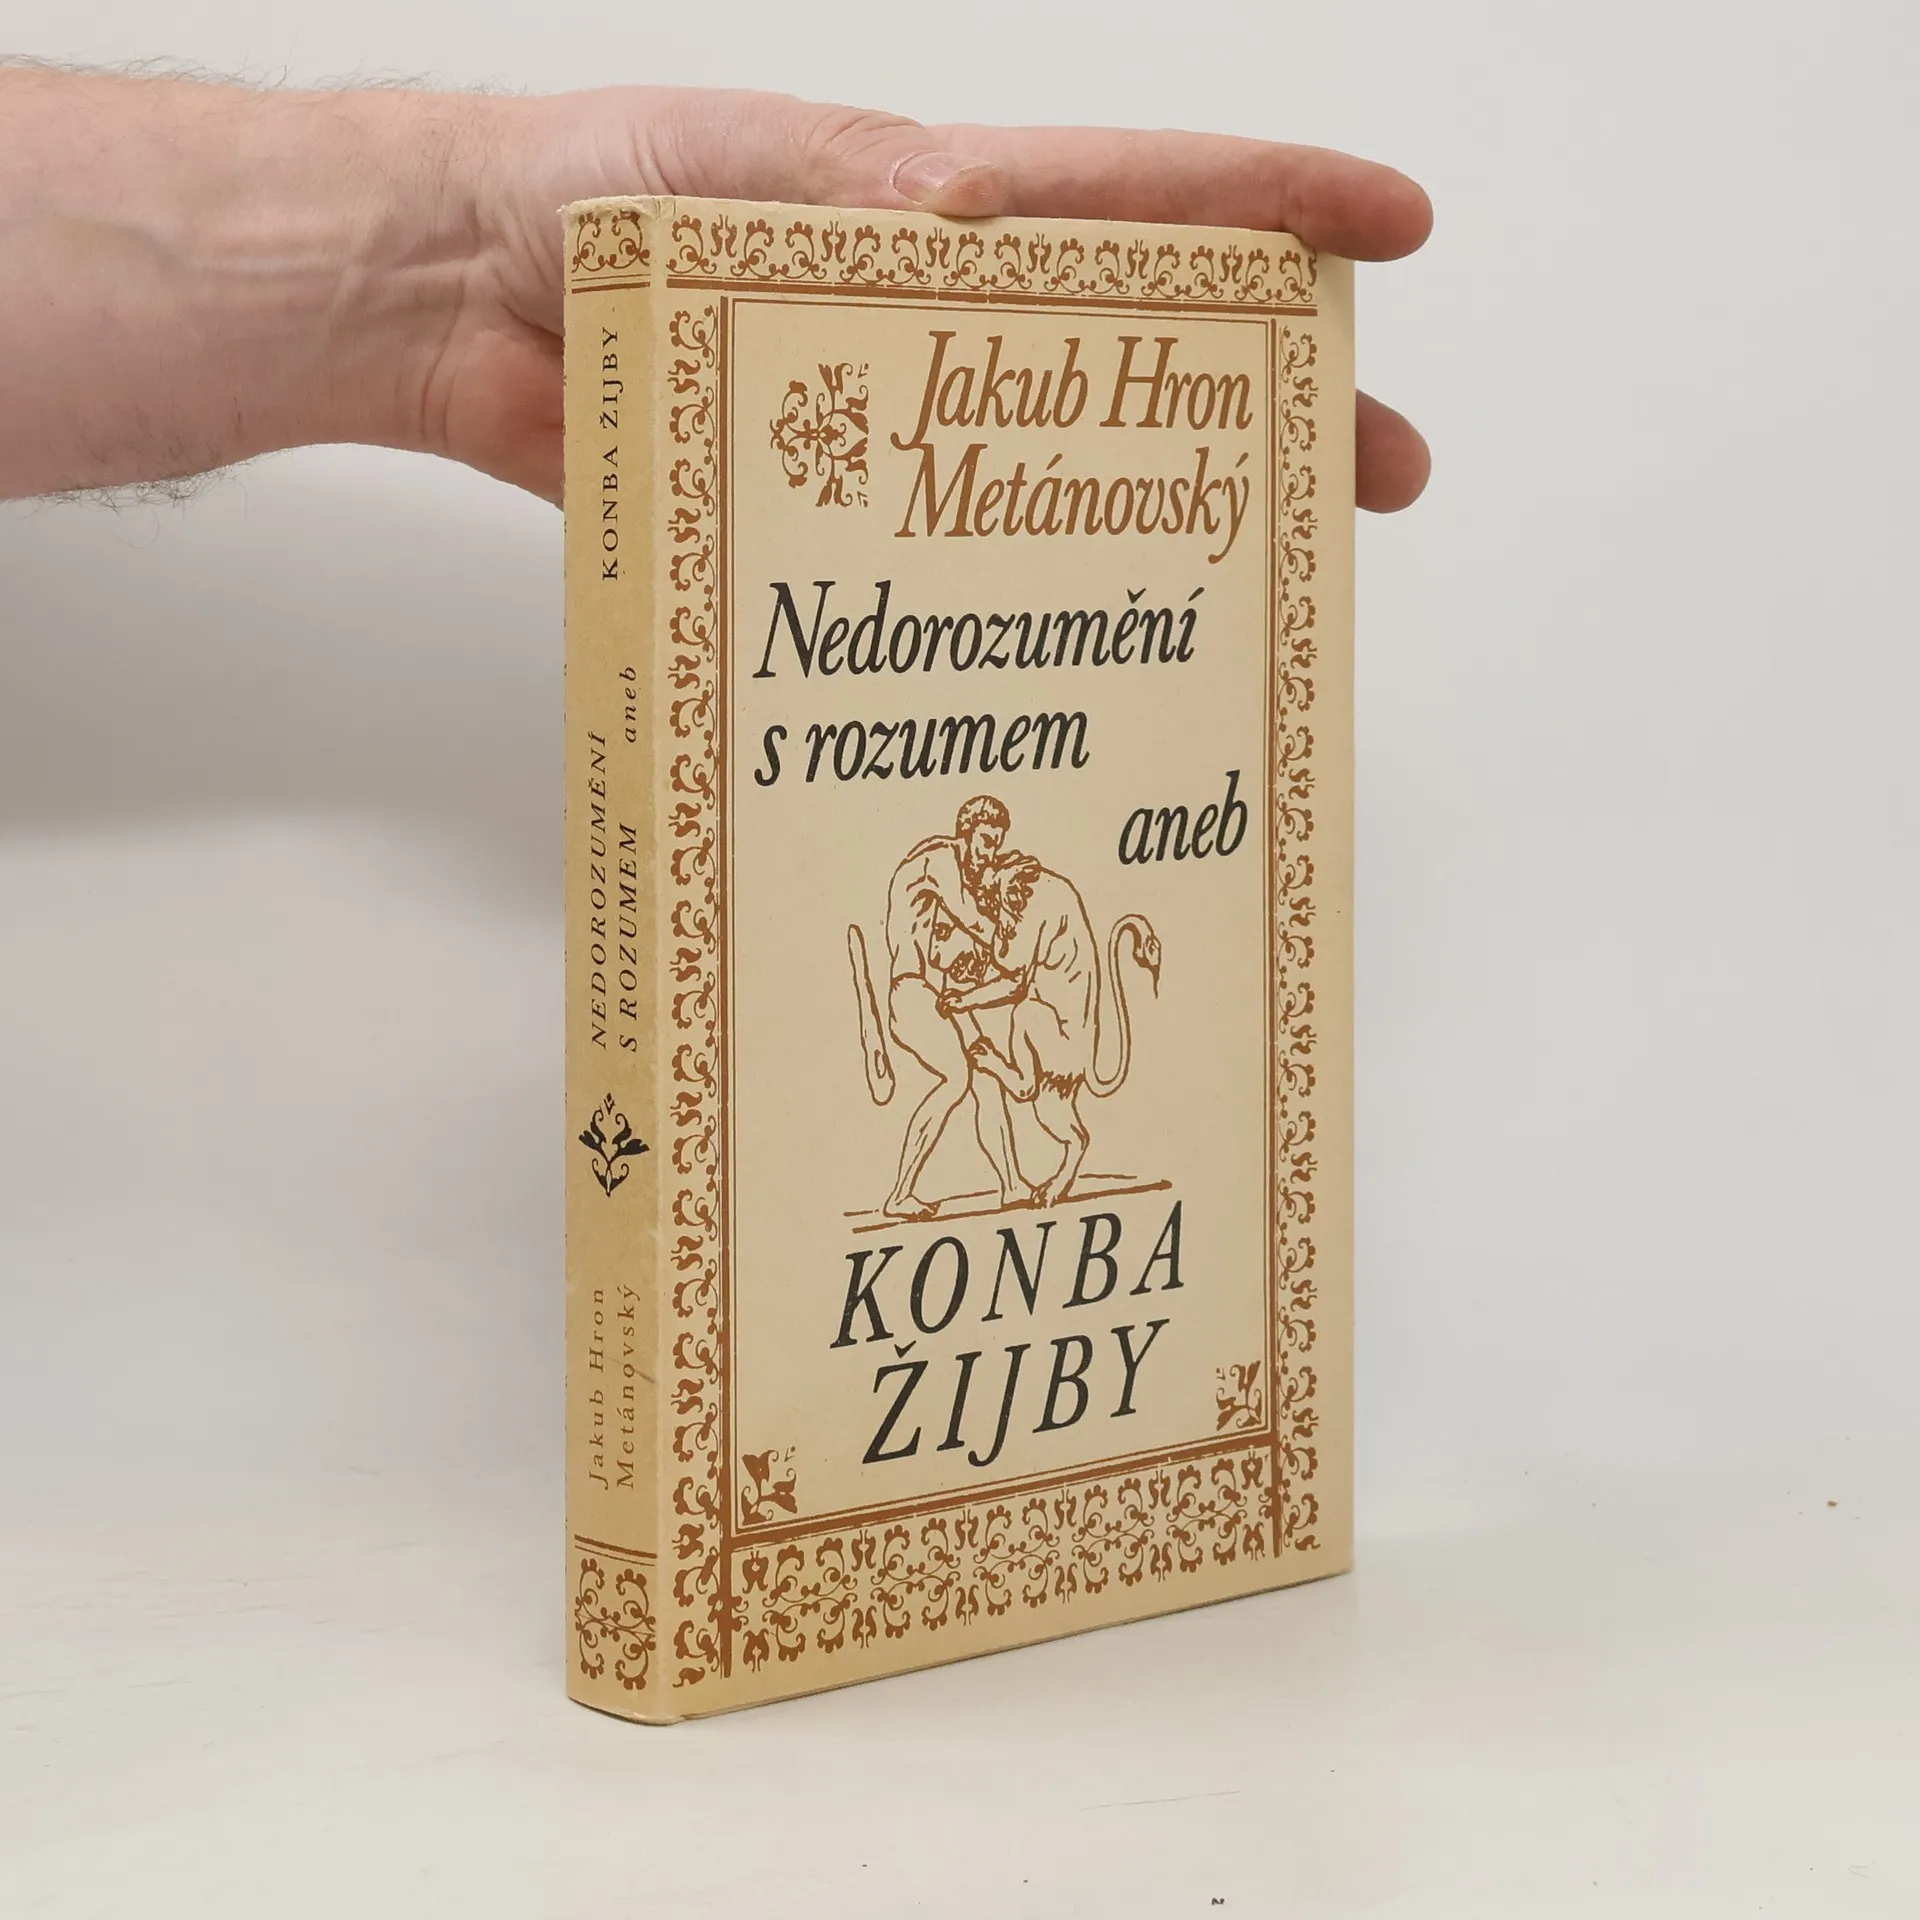 Jakub Hron
Metánovský
Nedorozumění
s rozumem
aneb
KONBA
ŽIJBY
Jakub Hron
Metánovský
NEDOROZUMĚNÍ
S ROZUMEM
aneb
KONBA ŽIJBY